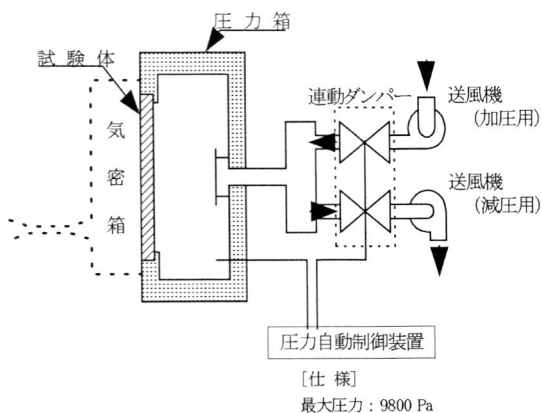 圧力箱
試験体
連動ダンパー
送風機
(加圧用)
気密箱
送風機
(減圧用)
圧力自動制御装置
[仕 様]
最大圧力：9800 Pa